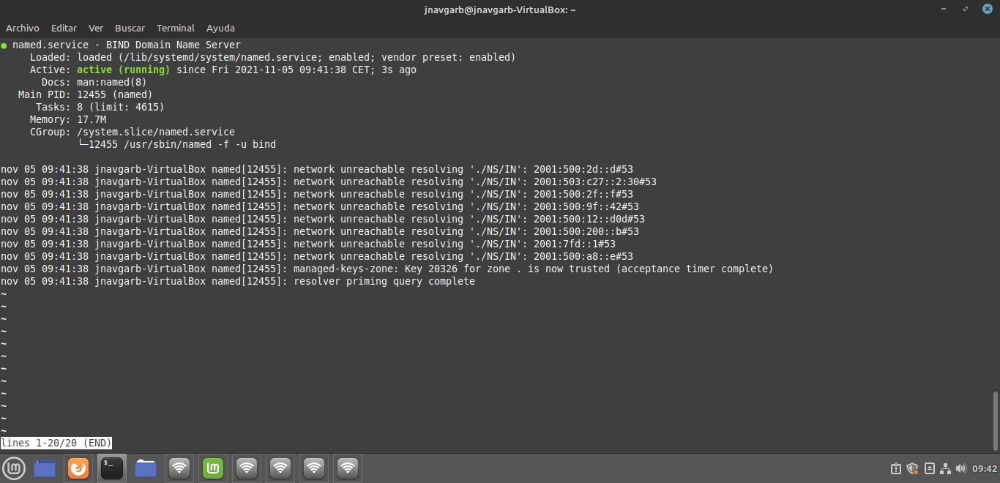 jnavgarb@jnavgarb-VirtualBox: ~
Archivo Editar Ver Buscar Terminal Ayuda
● named.service - BIND Domain Name Server
Loaded: loaded (/lib/systemd/system/named.service; enabled; vendor preset: enabled)
Active: active (running) since Fri 2021-11-05 09:41:38 CET; 3s ago
Docs: man:named(8)
Main PID: 12455 (named)
Tasks: 8 (limit: 4615)
Memory: 17.7M
CGroup: /system.slice/named.service
└─12455 /usr/sbin/named -f -u bind
nov 05 09:41:38 jnavgarb-VirtualBox named[12455]: network unreachable resolving './NS/IN': 2001:500:2d::d#53
nov 05 09:41:38 jnavgarb-VirtualBox named[12455]: network unreachable resolving './NS/IN': 2001:503:c27::2:30#53
nov 05 09:41:38 jnavgarb-VirtualBox named[12455]: network unreachable resolving './NS/IN': 2001:500:2f::f#53
nov 05 09:41:38 jnavgarb-VirtualBox named[12455]: network unreachable resolving './NS/IN': 2001:500:9f::42#53
nov 05 09:41:38 jnavgarb-VirtualBox named[12455]: network unreachable resolving './NS/IN': 2001:500:12::d0d#53
nov 05 09:41:38 jnavgarb-VirtualBox named[12455]: network unreachable resolving './NS/IN': 2001:500:200::b#53
nov 05 09:41:38 jnavgarb-VirtualBox named[12455]: network unreachable resolving './NS/IN': 2001:7fd::1#53
nov 05 09:41:38 jnavgarb-VirtualBox named[12455]: network unreachable resolving './NS/IN': 2001:500:a8::e#53
nov 05 09:41:38 jnavgarb-VirtualBox named[12455]: managed-keys-zone: Key 20326 for zone . is now trusted (acceptance timer complete)
nov 05 09:41:38 jnavgarb-VirtualBox named[12455]: resolver priming query complete
~
~
~
~
~
~
~
~
~
~
~
~
lines 1-20/20 (END)
09:42